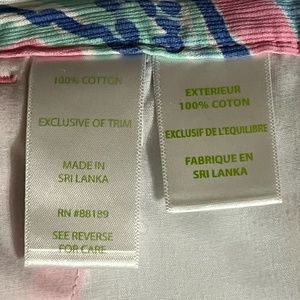 100% COTTON
EXCLUSIVE OF TRIM
MADE IN
SRI LANKA
RN #88189
SEE REVERSE
FOR CARE
EXTERIEUR
100% COTON
EXCLUSIF DE L'EQUILIBRE
FABRIQUE EN
SRI LANKA